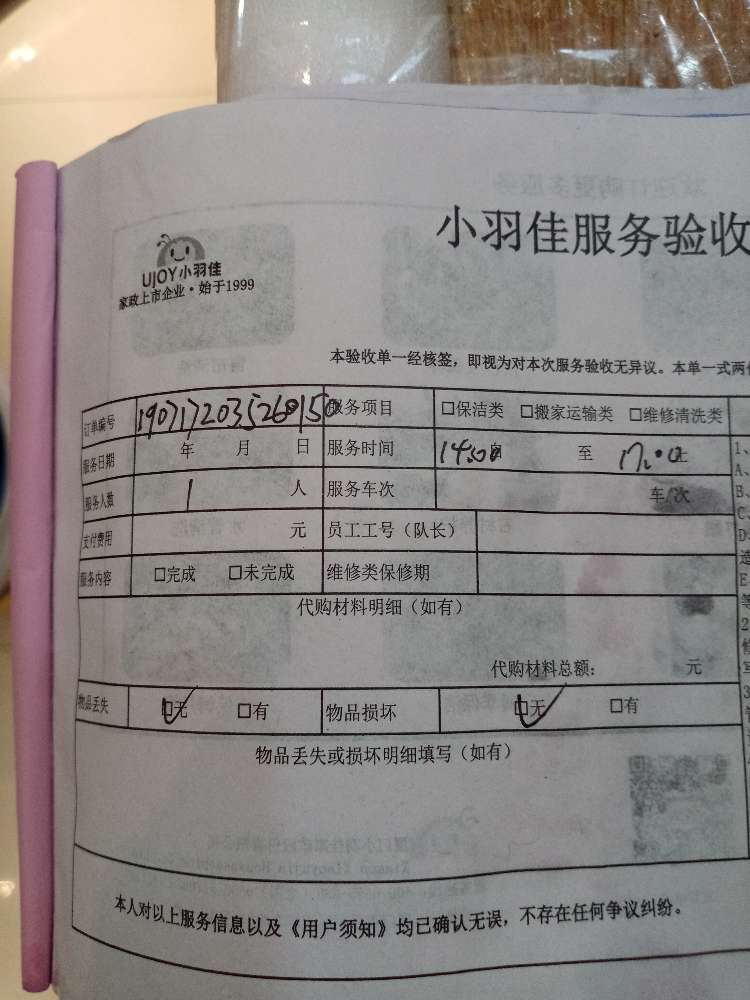 小羽佳服务验收
UJOY小羽佳
家政上市企业·始于1999
本验收单一经核签，即视为对本次服务验收无异议。本单一式两
订单编号 190717203526 服务项目 □保洁类 □搬家运输类 □维修清洗类
服务日期 年 月 日 服务时间 至
服务人数 1 人 服务车次 车/次
支付费用 元 员工工号（队长）
服务内容 □完成 □未完成 维修类保修期
代购材料明细（如有）
代购材料总额： 元
物品丢失 ☑无 □有 物品损坏 ☑无 □有
物品丢失或损坏明细填写（如有）
本人对以上服务信息以及《用户须知》均已确认无误，不存在任何争议纠纷。
1、
A、
B、
C、
D、
E
等
2
3